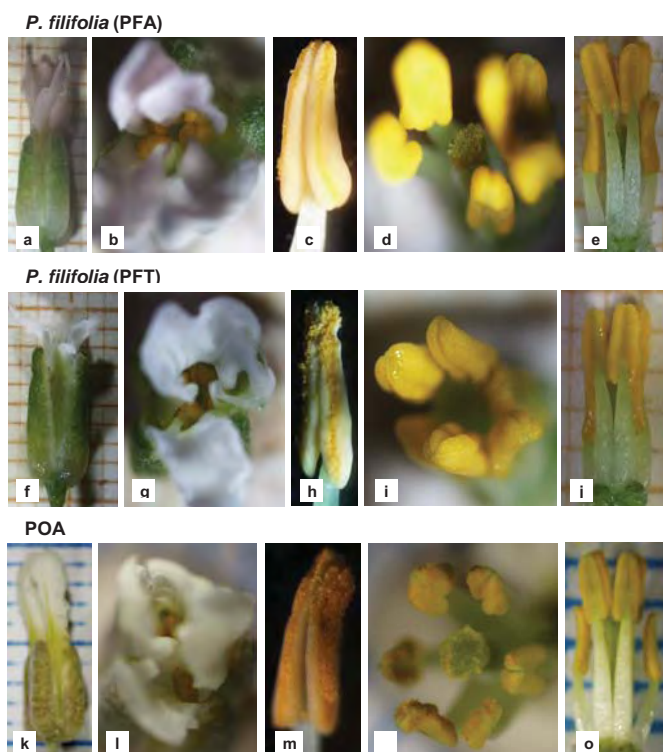 P. filifolia (PFA)
a b c d e
P. filifolia (PFT)
f g h i j
POA
k l m o